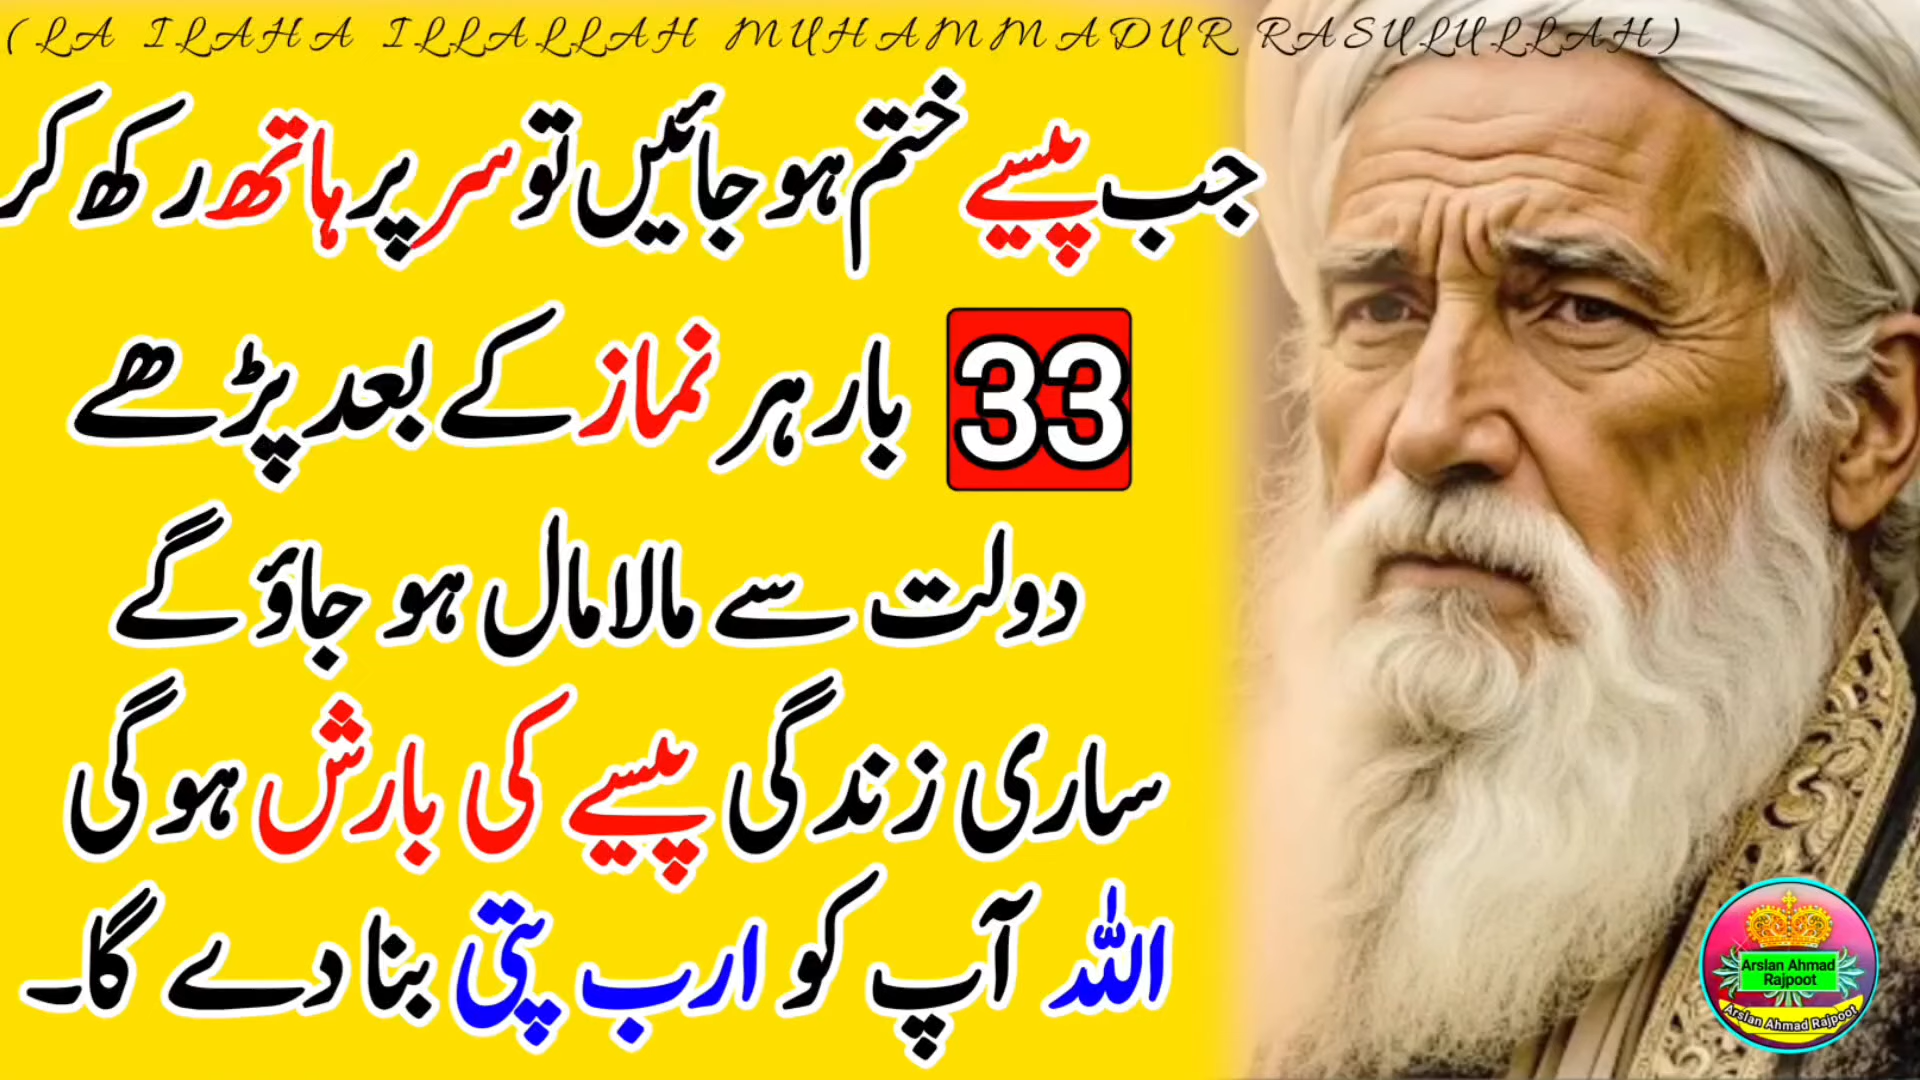 (LA ILAHA ILLALLAH MUHAMMADUR RASULULLAH)
جب پیسے ختم ہو جائیں تو سر پر ہاتھ رکھ کر
33 بار ہر نماز کے بعد پڑھے
دولت سے مالامال ہو جاؤ گے
ساری زندگی پیسے کی بارش ہو گی
اللہ آپ کو ارب پتی بنا دے گا۔
Arslan Ahmad
Rajpoot
Arslan Ahmad Rajpoot